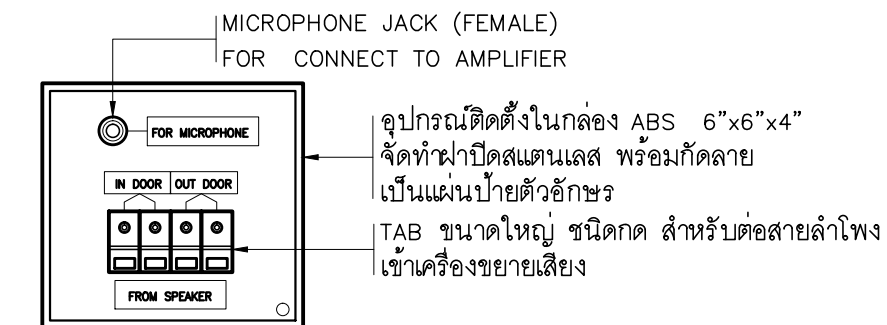 MICROPHONE JACK (FEMALE)
FOR CONNECT TO AMPLIFIER
FOR MICROPHONE
อุปกรณ์ติดตั้งในกล่อง ABS 6"x6"x4"
จัดทำฝาปิดสแตนเลส พร้อมกัดลาย
เป็นแผ่นป้ายตัวอักษร
IN DOOR OUT DOOR
TAB ขนาดใหญ่ ชนิดกด สำหรับต่อสายลำโพง
เข้าเครื่องขยายเสียง
FROM SPEAKER